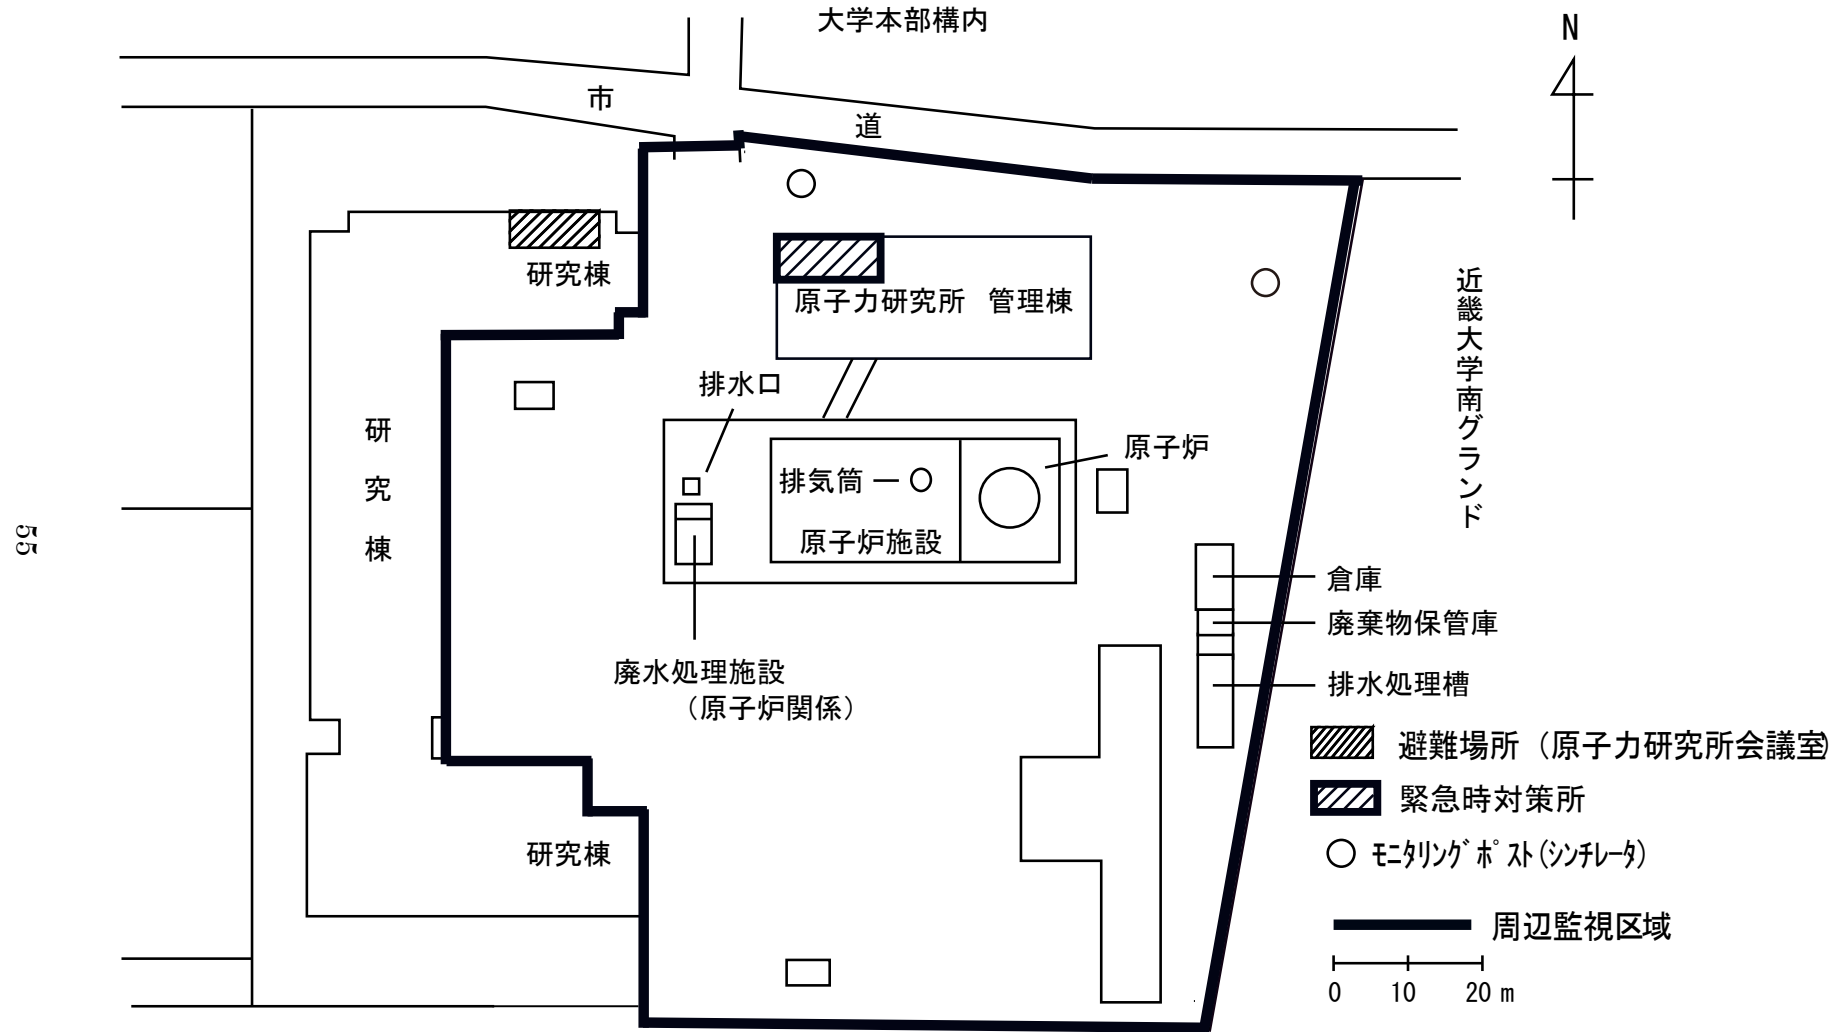 大学本部構内
N
市
道
研究棟
原子力研究所 管理棟
近畿大学南グランド
排水口
研究棟
排気筒
原子炉
原子炉施設
55
倉庫
廃棄物保管庫
廃水処理施設
(原子炉関係)
排水処理槽
避難場所(原子力研究所会議室)
緊急時対策所
研究棟
ﾓﾆﾀﾘﾝｸﾞﾎﾟｽﾄ(ｼﾝﾁﾚｰﾀ)
周辺監視区域
0 10 20 m